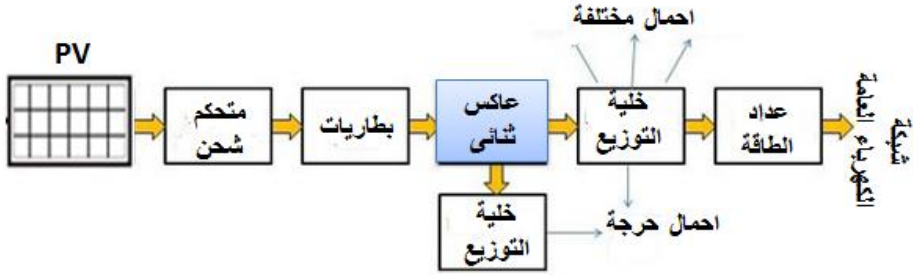 احمال مختلفة
PV
متحكم
شحن
بطاريات
عاكس
ثنائى
خلية
التوزيع
عداد
الطاقة
شبكة
الكهرباء العامة
خلية
التوزيع
احمال حرجة